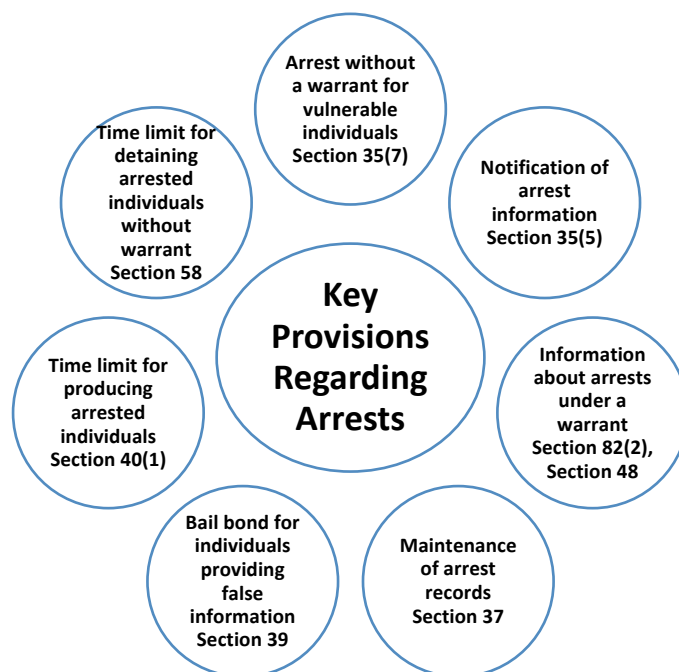 Key
Provisions
Regarding
Arrests
Arrest without
a warrant for
vulnerable
individuals
Section 35(7)
Notification of
arrest
information
Section 35(5)
Information
about arrests
under a
warrant
Section 82(2),
Section 48
Maintenance
of arrest
records
Section 37
Bail bond for
individuals
providing
false
information
Section 39
Time limit for
producing
arrested
individuals
Section 40(1)
Time limit for
detaining
arrested
individuals
without
warrant
Section 58